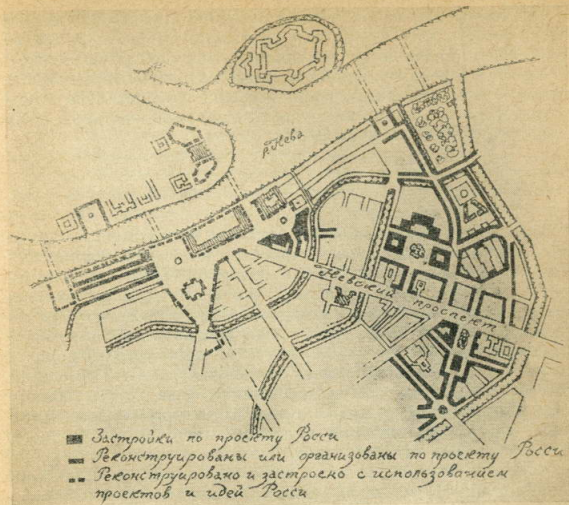 р. Нева
Невский проспект
Застройки по проекту Росси
Реконструированы или организованы по проекту Росси
Реконструировано и застроено с использованием
проектов и идей Росси